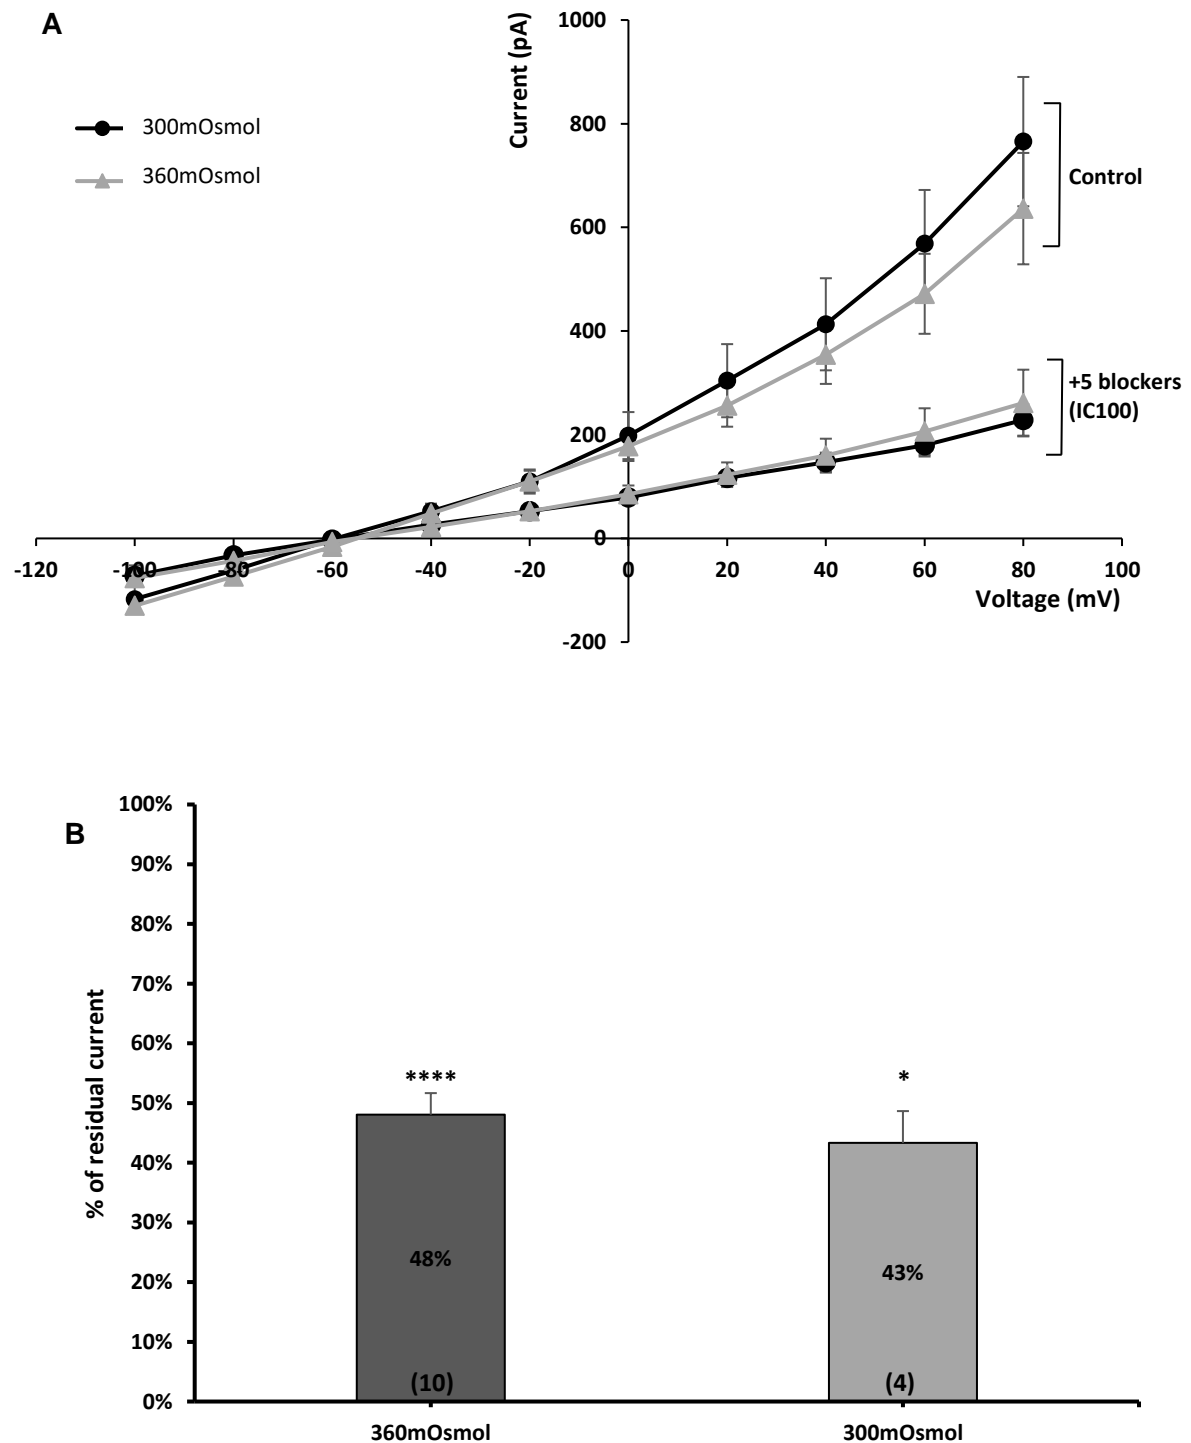 A
Current (pA)
1000
800
600
400
200
0
-200
300mOsmol
360mOsmol
Control
+5 blockers
(IC100)
-120 -100 -80 -60 -40 -20 0 20 40 60 80 100
Voltage (mV)
B
% of residual current
100%
90%
80%
70%
60%
50%
40%
30%
20%
10%
0%
**** *
48% 43%
(10) (4)
360mOsmol 300mOsmol